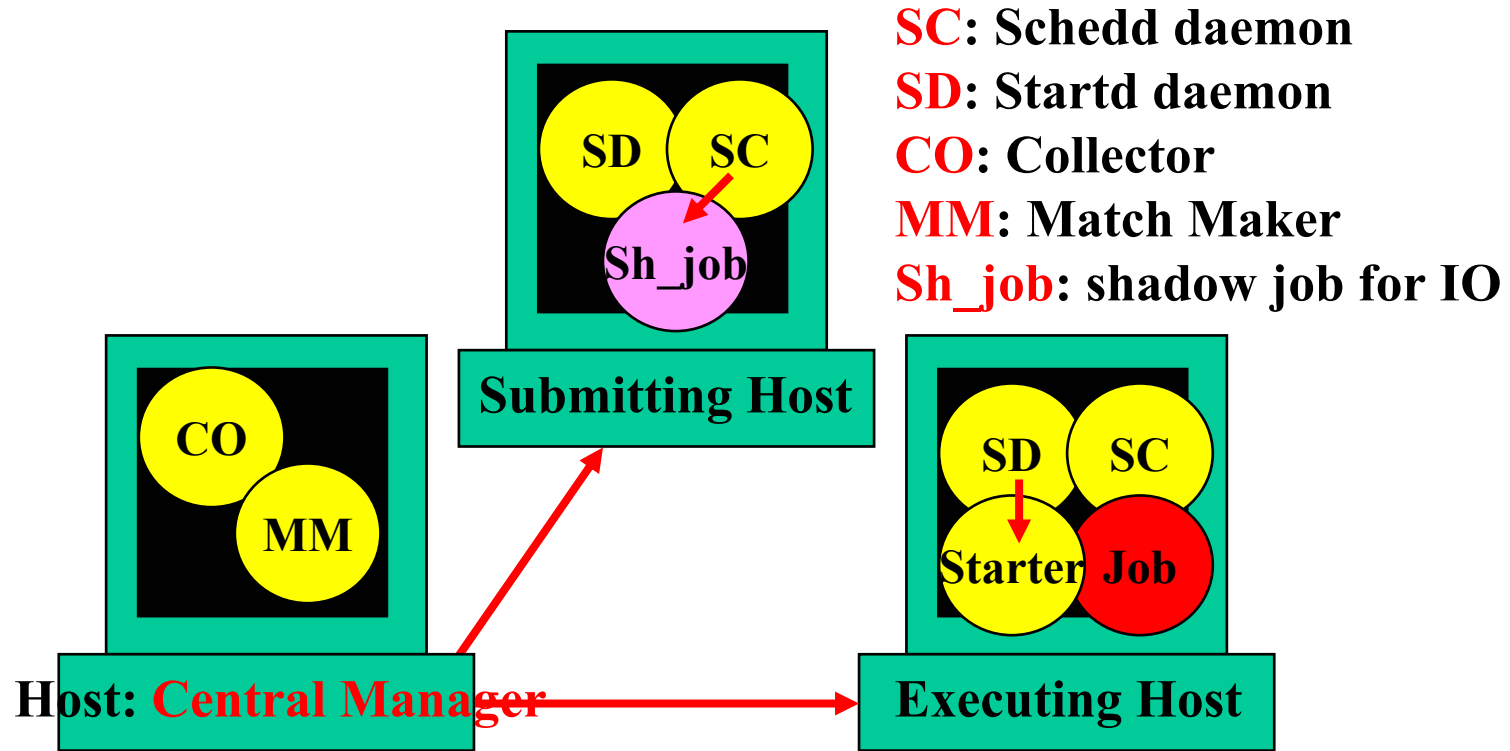 SC: Schedd daemon
SD: Startd daemon
CO: Collector
MM: Match Maker
Sh_job: shadow job for IO
SD SC
Sh_job
Submitting Host
CO
MM
Host: Central Manager
SD SC
Starter Job
Executing Host